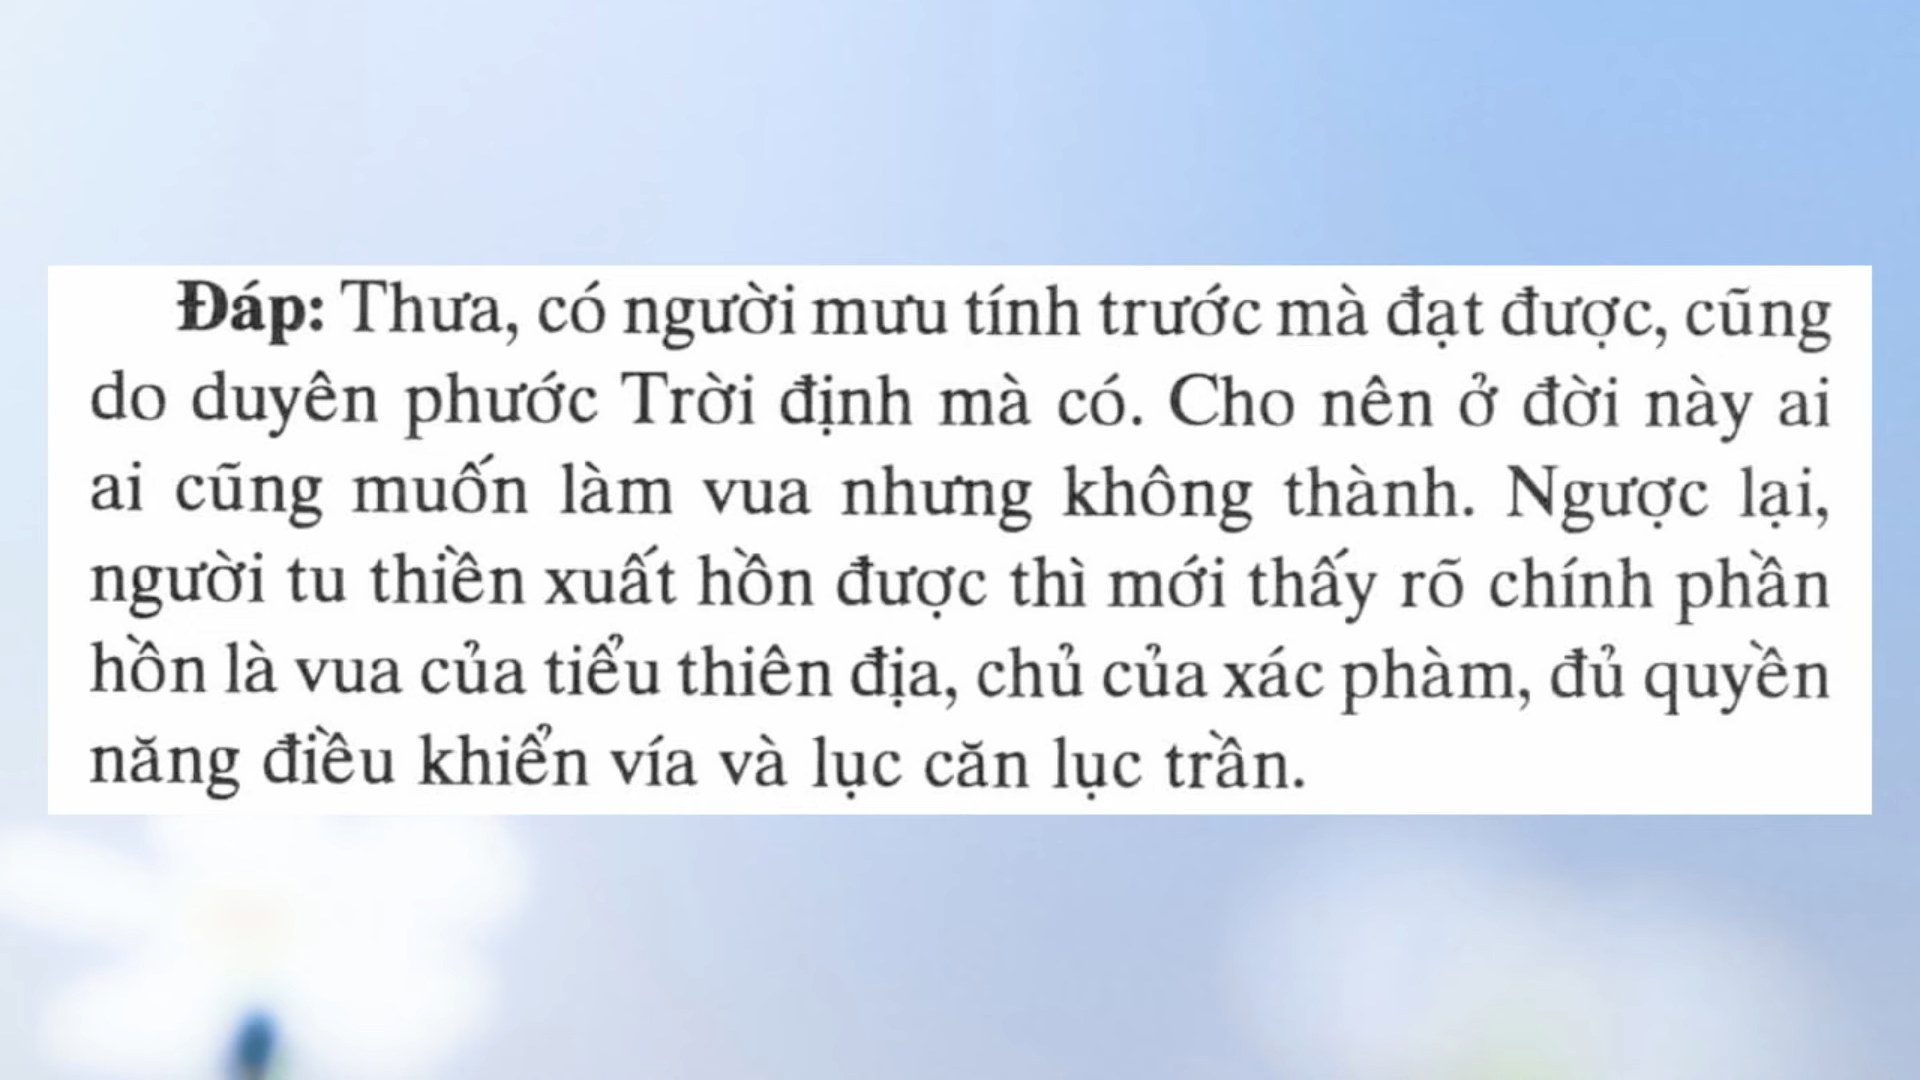 Đáp: Thưa, có người mưu tính trước mà đạt được, cũng
do duyên phước Trời định mà có. Cho nên ở đời này ai
ai cũng muốn làm vua nhưng không thành. Ngược lại,
người tu thiền xuất hồn được thì mới thấy rõ chính phần
hồn là vua của tiểu thiên địa, chủ của xác phàm, đủ quyền
năng điều khiển vía và lục căn lục trần.